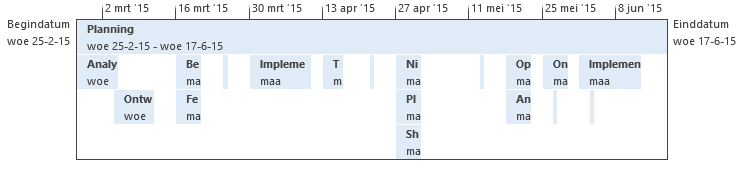 2 mrt '15 16 mrt '15 30 mrt '15 13 apr '15 27 apr '15 11 mei '15 25 mei '15 8 jun '15
Begindatum
woe 25-2-15
Planning
woe 25-2-15 - woe 17-6-15
Einddatum
woe 17-6-15
Analy Be Impleme T Ni Op On Implemen
woe ma maa m ma ma ma maa
Ontw Fe Pl An
woe ma ma ma
Sh
ma